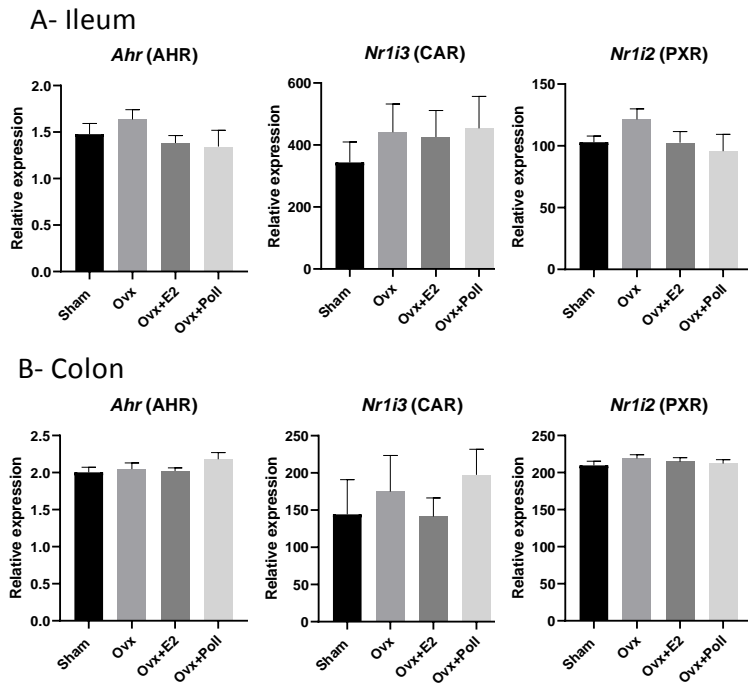 A- Ileum
Ahr (AHR)
Nr1i3 (CAR)
Nr1i2 (PXR)
Relative expression
2.0
1.5
1.0
0.5
0.0
Sham
Ovx
Ovx+E2
Ovx+Poll
Relative expression
600
400
200
0
Sham
Ovx
Ovx+E2
Ovx+Poll
Relative expression
150
100
50
0
Sham
Ovx
Ovx+E2
Ovx+Poll
B- Colon
Ahr (AHR)
Nr1i3 (CAR)
Nr1i2 (PXR)
Relative expression
2.5
2.0
1.5
1.0
0.5
0.0
Sham
Ovx
Ovx+E2
Ovx+Poll
Relative expression
250
200
150
100
50
0
Sham
Ovx
Ovx+E2
Ovx+Poll
Relative expression
250
200
150
100
50
0
Sham
Ovx
Ovx+E2
Ovx+Poll